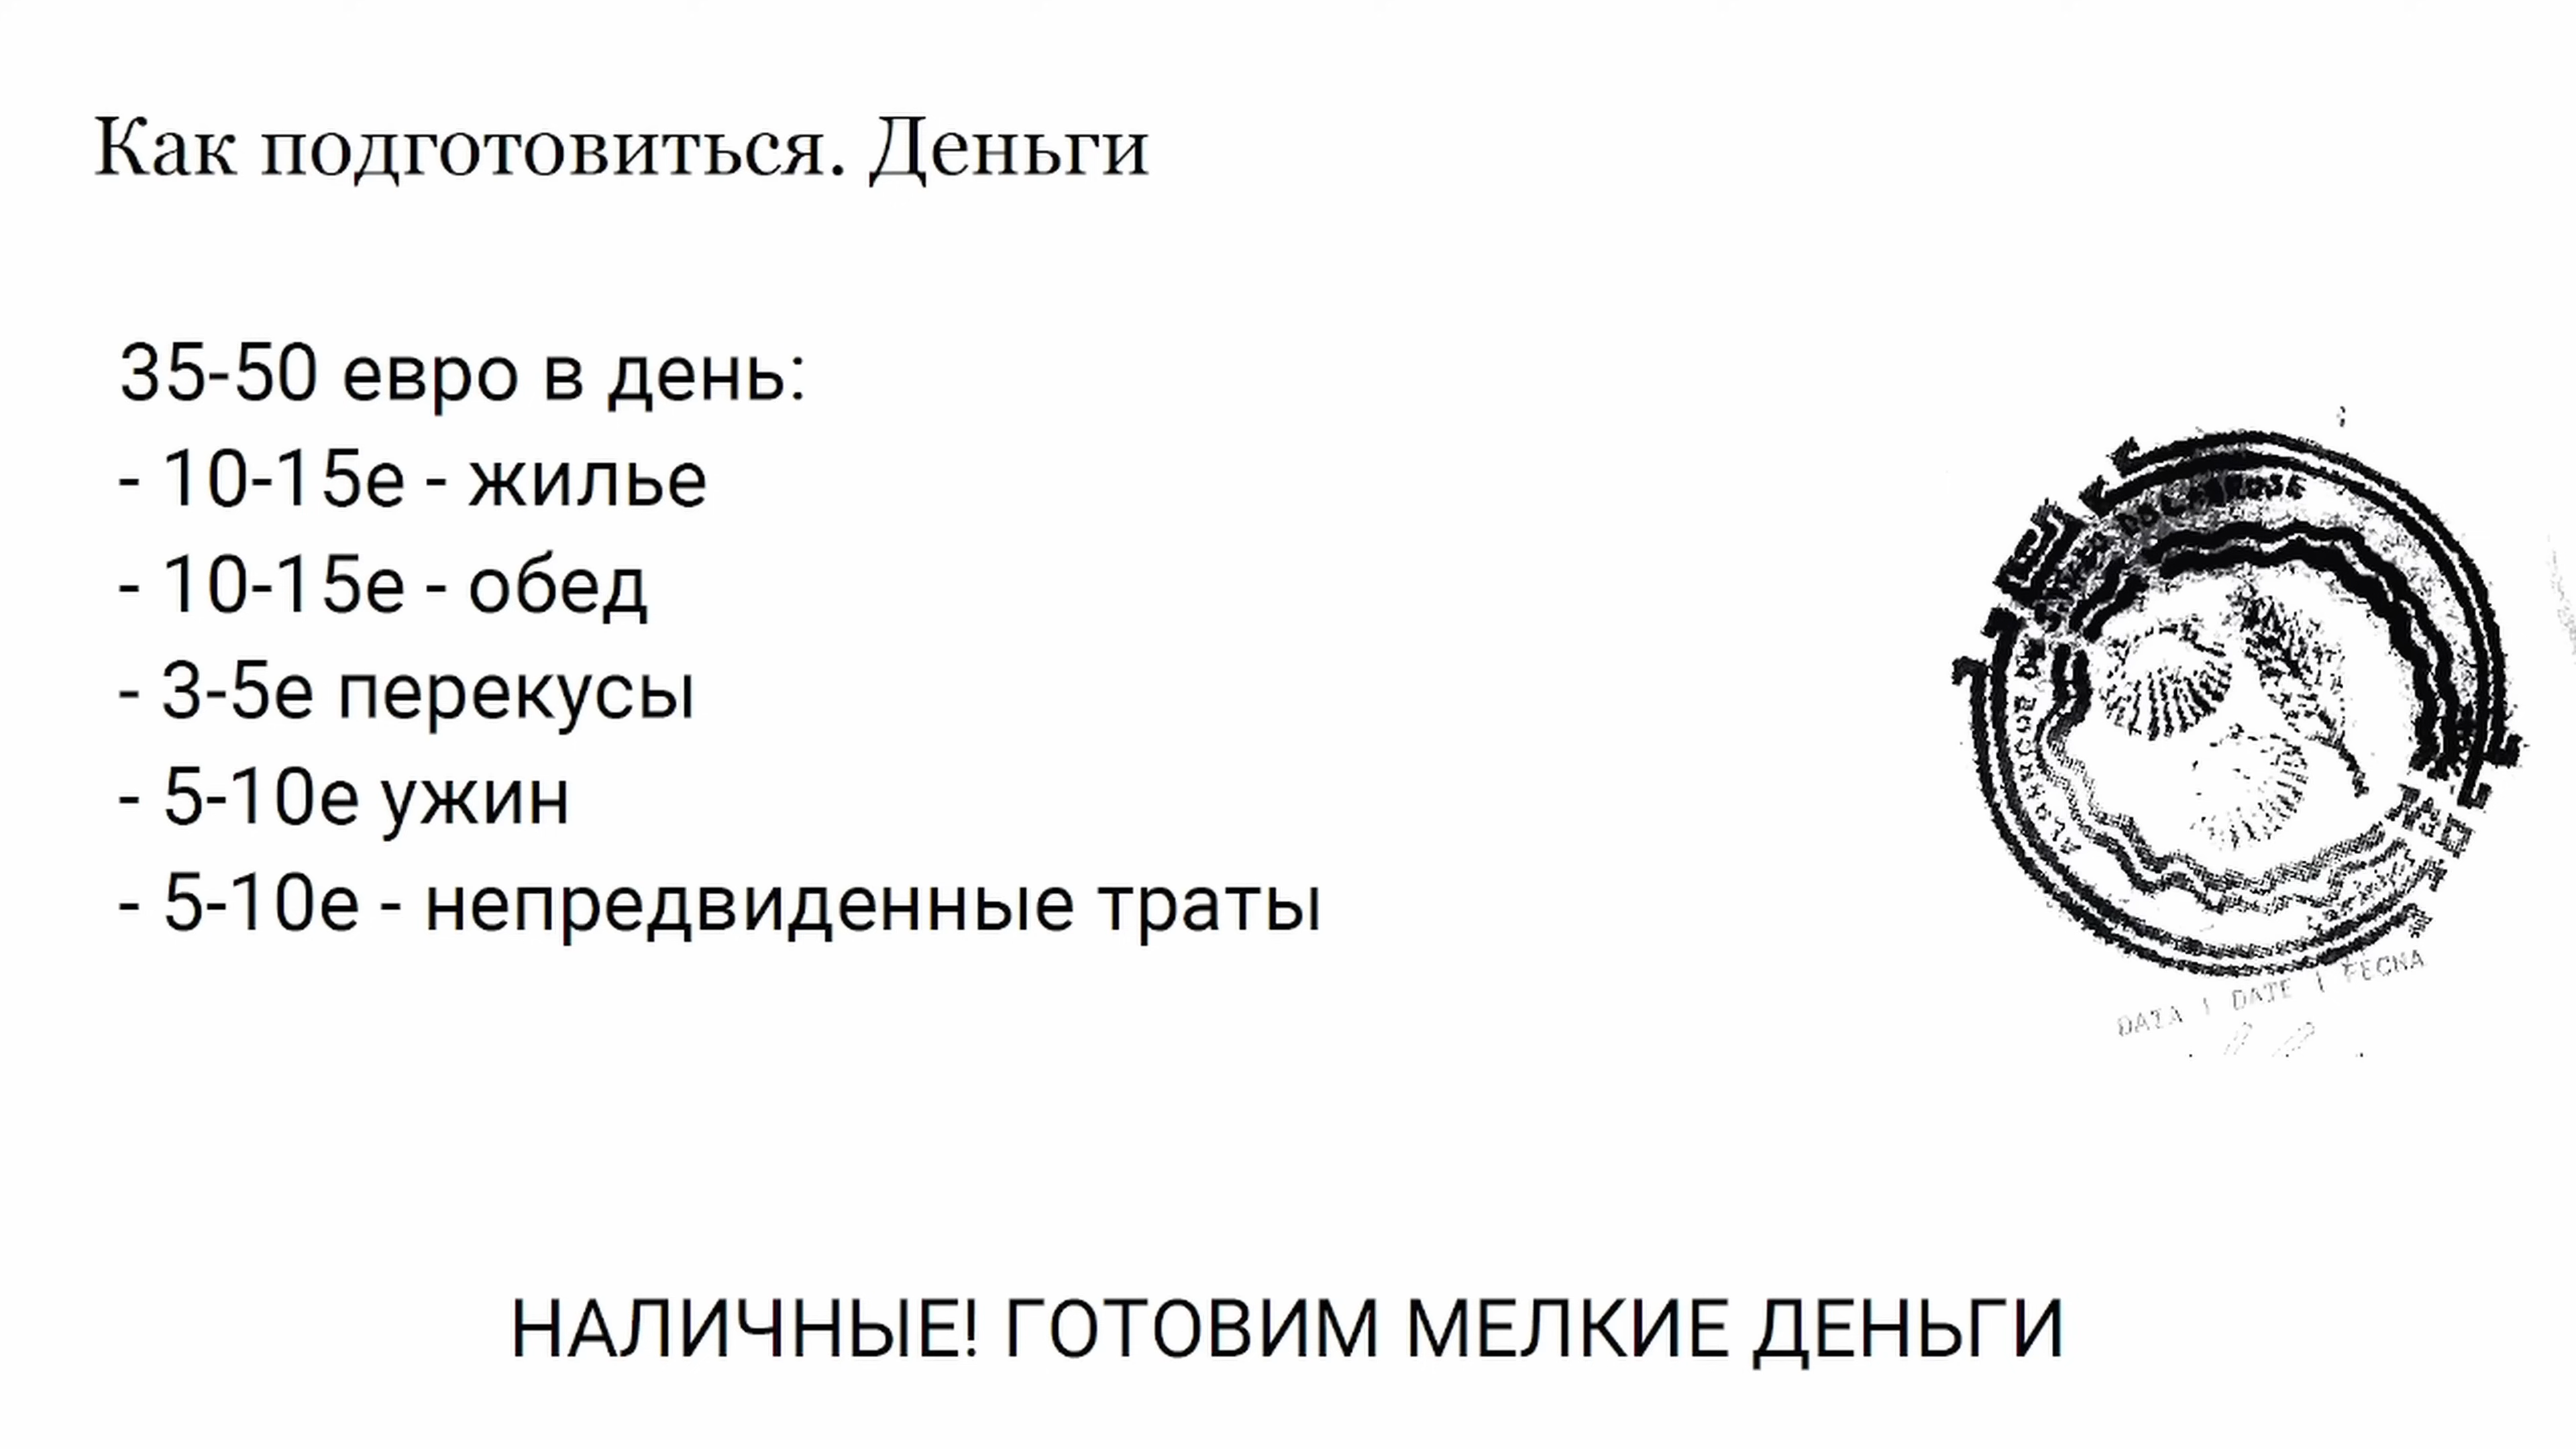 Как подготовиться. Деньги
35-50 евро в день:
- 10-15е - жилье
- 10-15е - обед
- 3-5е перекусы
- 5-10е ужин
- 5-10е - непредвиденные траты
DATA | DATE | FECHA
НАЛИЧНЫЕ! ГОТОВИМ МЕЛКИЕ ДЕНЬГИ